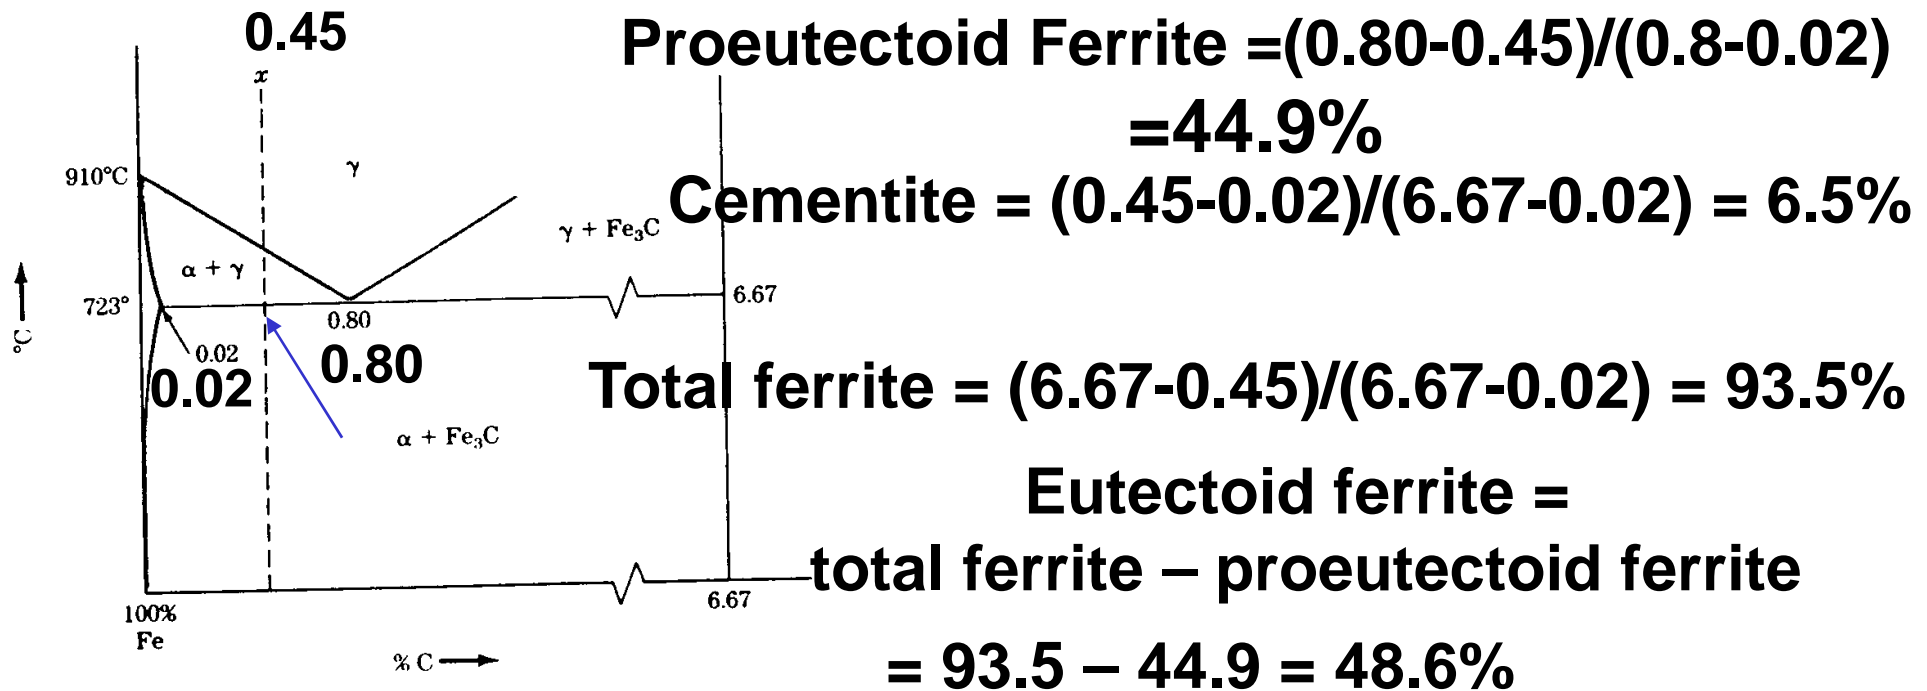 0.45
x
γ
910°C
α + γ
γ + Fe₃C
723°
0.80
6.67
0.02
0.02
0.80
α + Fe₃C
°C
100%
Fe
6.67
% C
Proeutectoid Ferrite =(0.80-0.45)/(0.8-0.02)
=44.9%
Cementite = (0.45-0.02)/(6.67-0.02) = 6.5%
Total ferrite = (6.67-0.45)/(6.67-0.02) = 93.5%
Eutectoid ferrite =
total ferrite – proeutectoid ferrite
= 93.5 – 44.9 = 48.6%